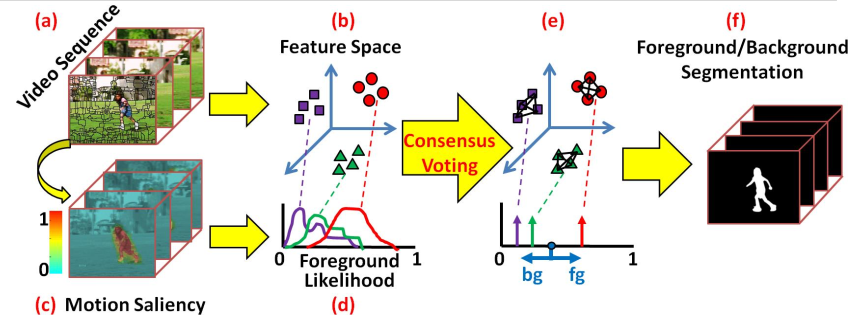 (a)
(b)
(e)
(f)
Video Sequence
Feature Space
Foreground/Background
Segmentation
Consensus
Voting
1
0
0
Foreground
Likelihood
1
0
bg
fg
1
(c) Motion Saliency
(d)